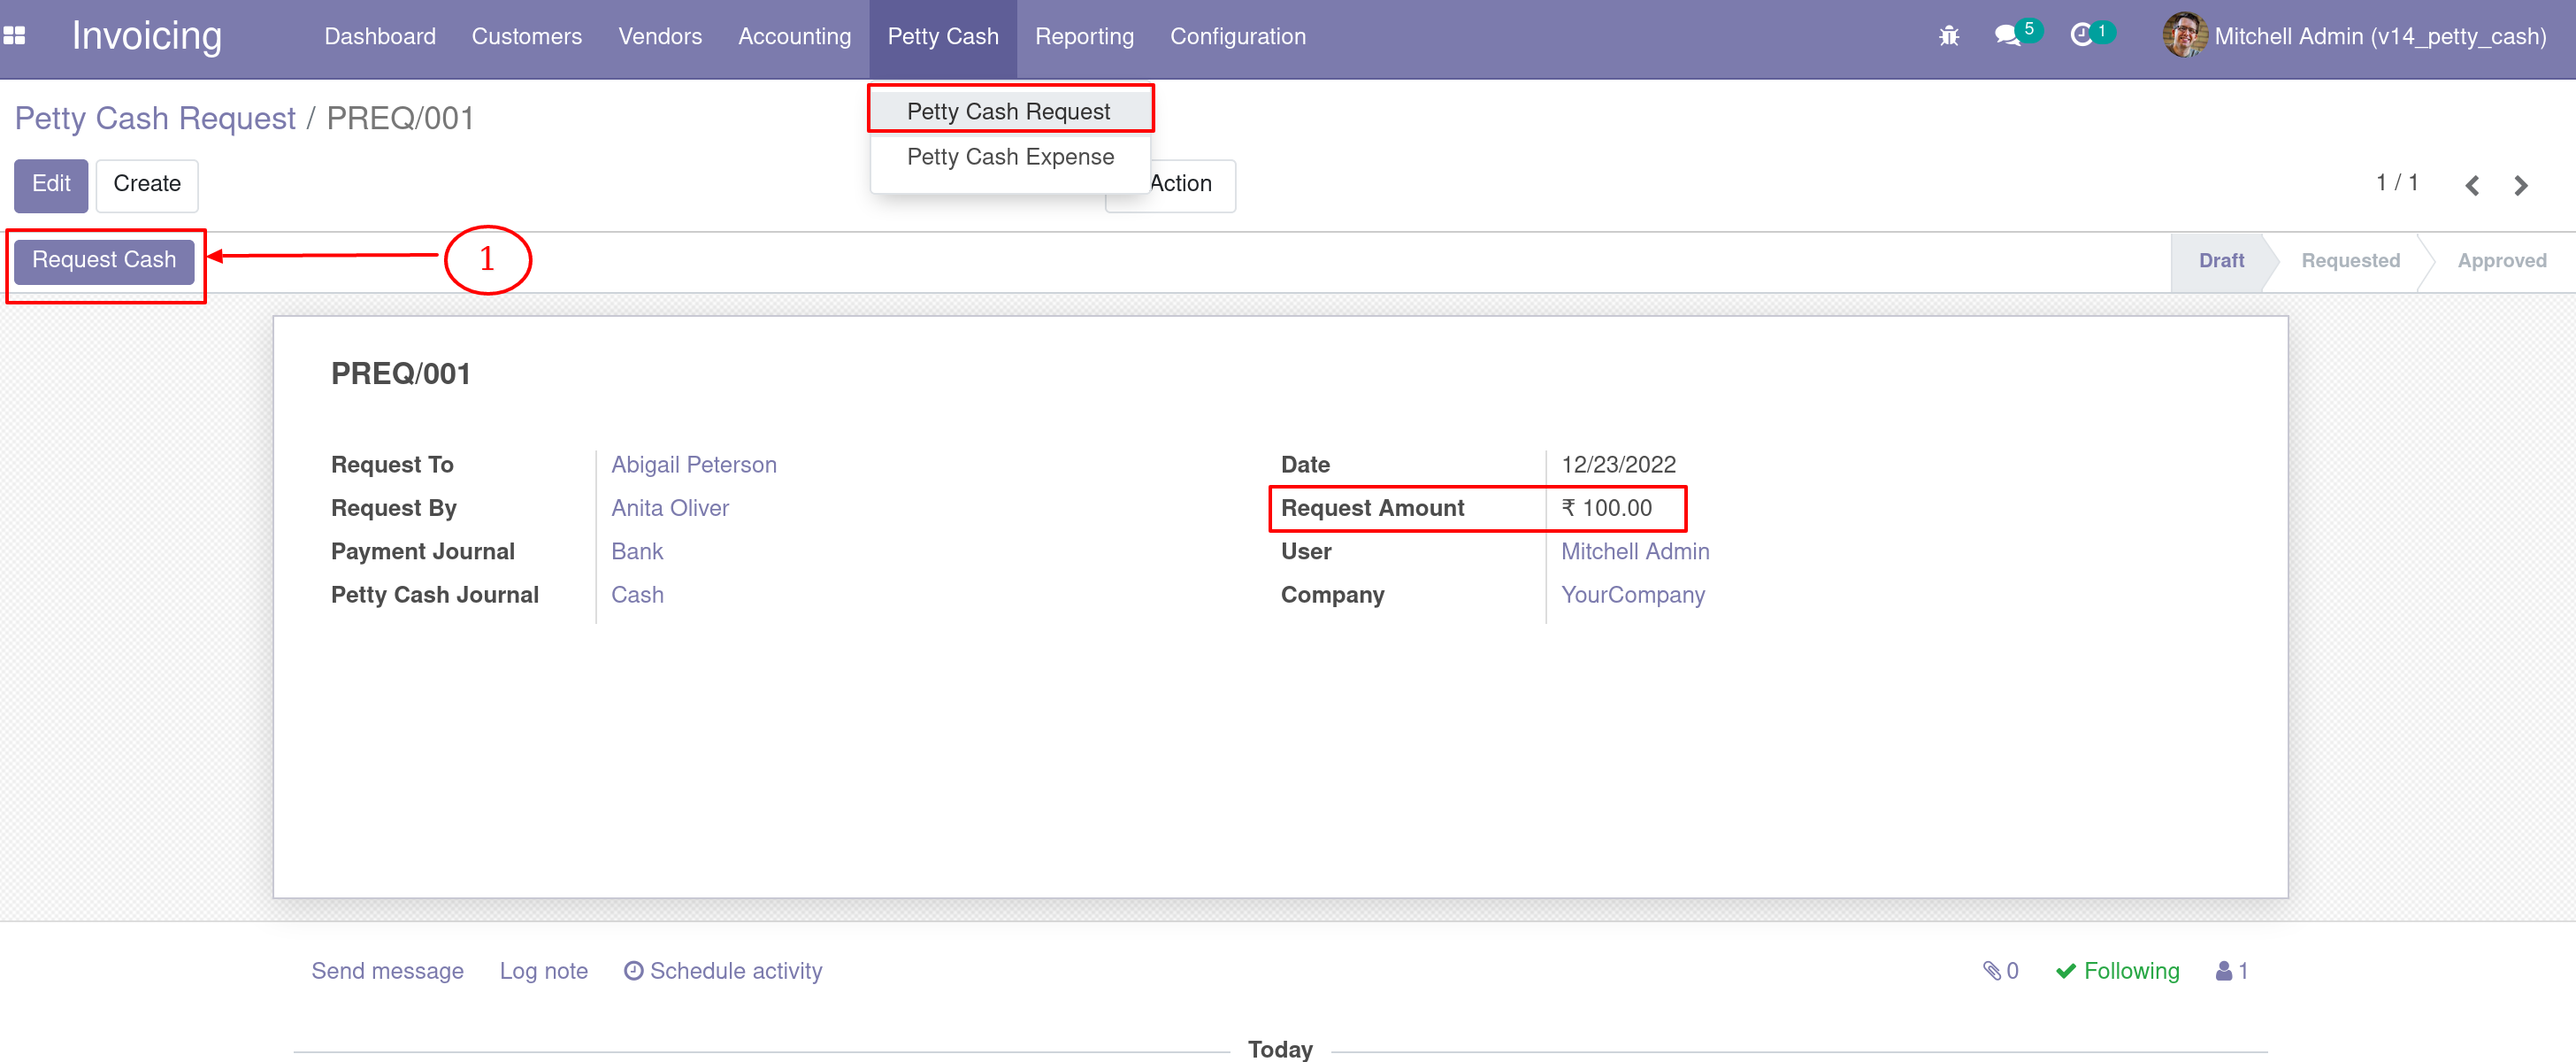 Invoicing Dashboard Customers Vendors Accounting Petty Cash Reporting Configuration 5 1 Mitchell Admin (v14_petty_cash)
Petty Cash Request / PREQ/001
Petty Cash Request
Petty Cash Expense
Edit Create Action 1 / 1
Request Cash 1 Draft Requested Approved
PREQ/001
Request To Abigail Peterson Date 12/23/2022
Request By Anita Oliver Request Amount ₹ 100.00
Payment Journal Bank User Mitchell Admin
Petty Cash Journal Cash Company YourCompany
Send message Log note Schedule activity 0 Following 1
Today